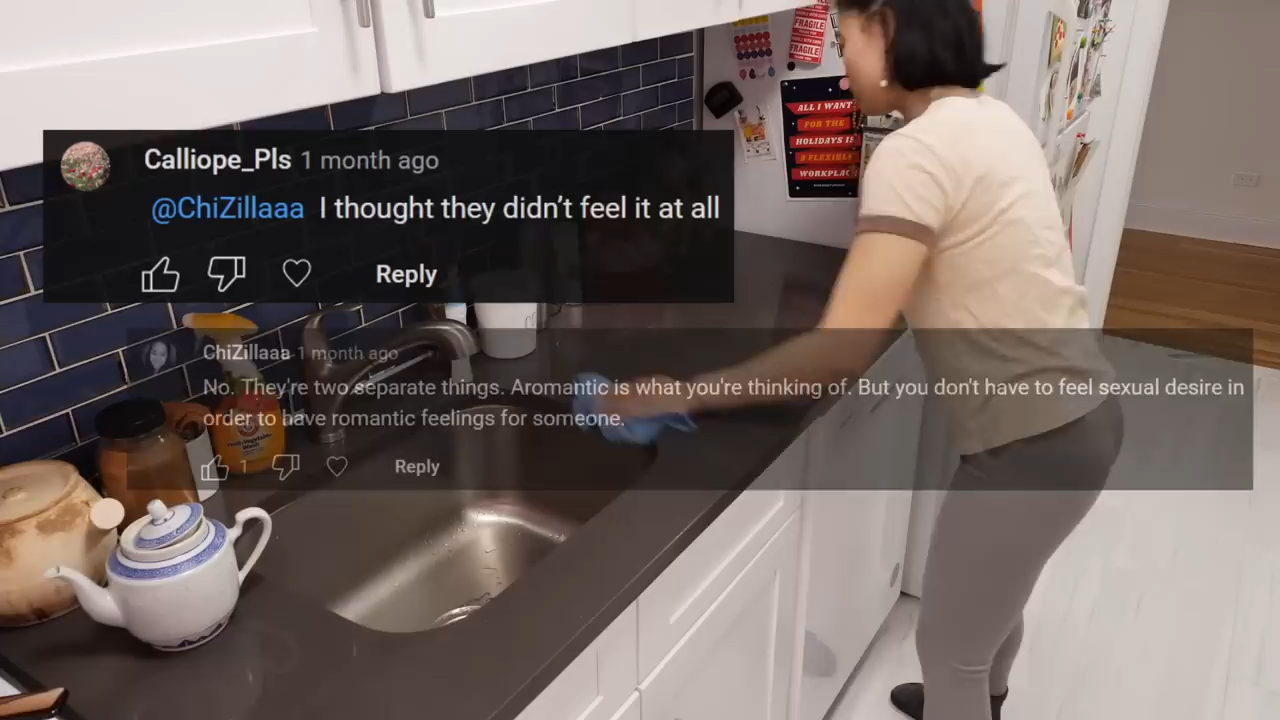 FRAGILE
FRAGILE
ALL I WANT
FOR THE
HOLIDAYS IS
A FLEXIBLE
WORKPLAC
Calliope_Pls 1 month ago
@ChiZillaaa I thought they didn’t feel it at all
Reply
ChiZillaaa 1 month ago
No. They're two separate things. Aromantic is what you're thinking of. But you don't have to feel sexual desire in
order to have romantic feelings for someone.
1 Reply